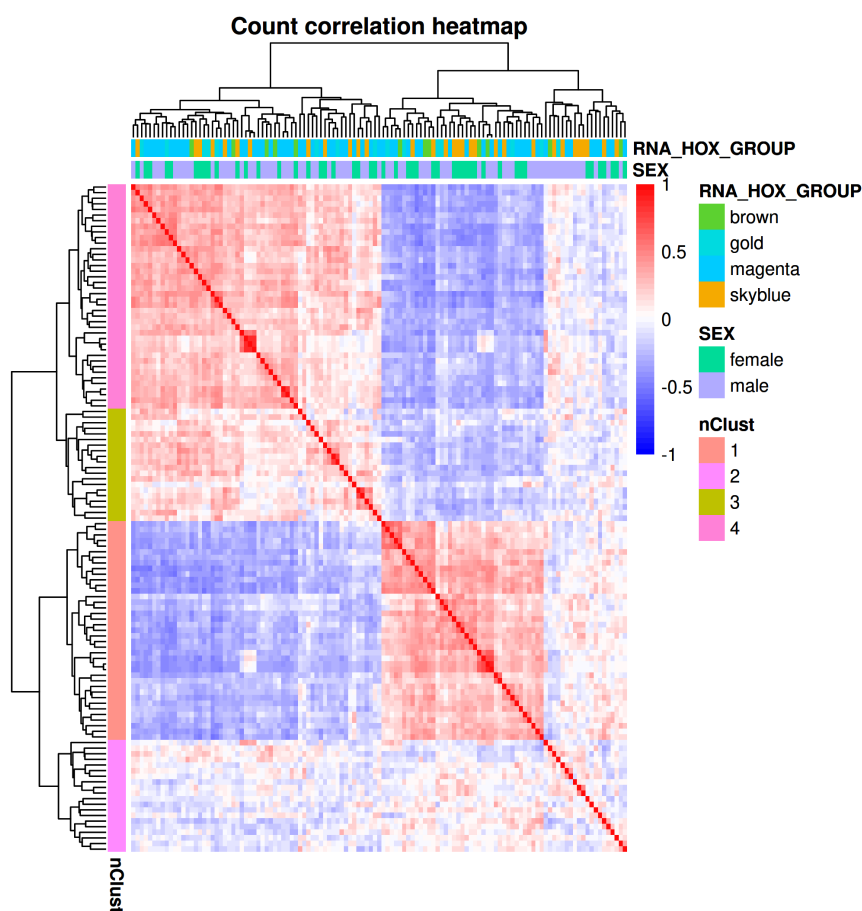 Count correlation heatmap
RNA_HOX_GROUP
SEX
1
0.5
0
-0.5
-1
RNA_HOX_GROUP
brown
gold
magenta
skyblue
SEX
female
male
nClust
1
2
3
4
nClust